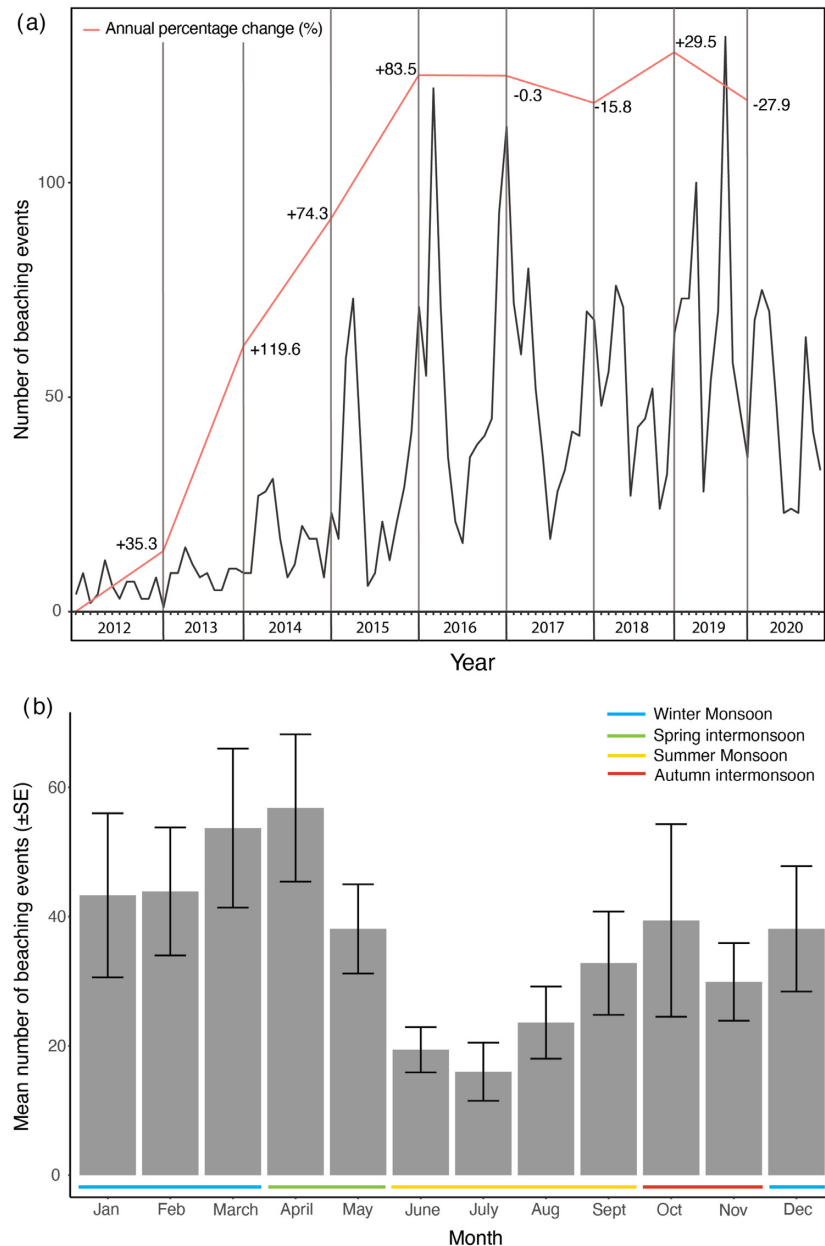 (a)
Annual percentage change (%)
+29.5
+83.5
-0.3
-15.8
-27.9
100
+74.3
+119.6
50
+35.3
0
Number of beaching events
2012 2013 2014 2015 2016 2017 2018 2019 2020
Year
(b)
Winter Monsoon
Spring intermonsoon
Summer Monsoon
Autumn intermonsoon
60
40
20
0
Mean number of beaching events (±SE)
Jan Feb March April May June July Aug Sept Oct Nov Dec
Month